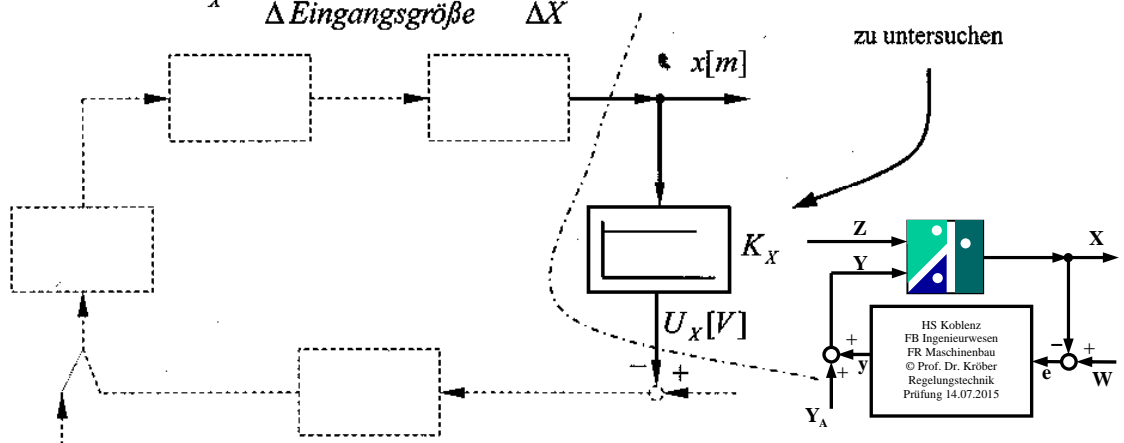 X
Δ Eingangsgröße ΔX
zu untersuchen
x[m]
K_X
U_X[V]
− +
Z
Y
X
HS Koblenz
FB Ingenieurwesen
FR Maschinenbau
© Prof. Dr. Kröber
Regelungstechnik
Prüfung 14.07.2015
+
y
+
− +
e
W
Y_A